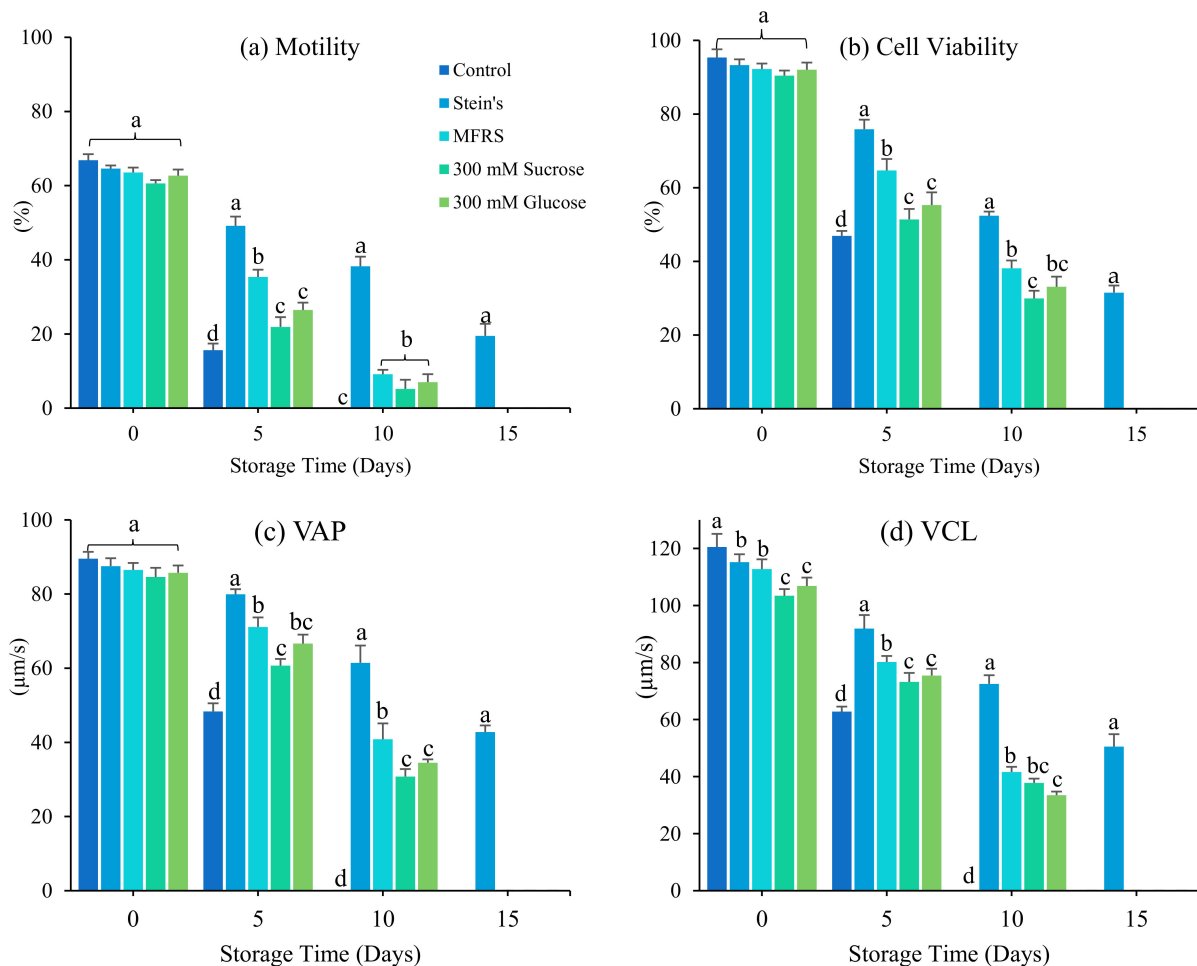 (a) Motility
100
80
60
40
20
0
(%)
a
a
b
c
c
d
a
b
c
a
0 5 10 15
Storage Time (Days)
Control
Stein's
MFRS
300 mM Sucrose
300 mM Glucose
(b) Cell Viability
100
80
60
40
20
0
(%)
a
a
b
c
c
d
a
b
c
bc
a
0 5 10 15
Storage Time (Days)
(c) VAP
100
80
60
40
20
0
(µm/s)
a
a
b
bc
c
d
a
b
c
c
d
a
0 5 10 15
Storage Time (Days)
(d) VCL
120
100
80
60
40
20
0
(µm/s)
a
b
b
c
c
a
b
c
c
d
a
b
bc
c
d
a
0 5 10 15
Storage Time (Days)